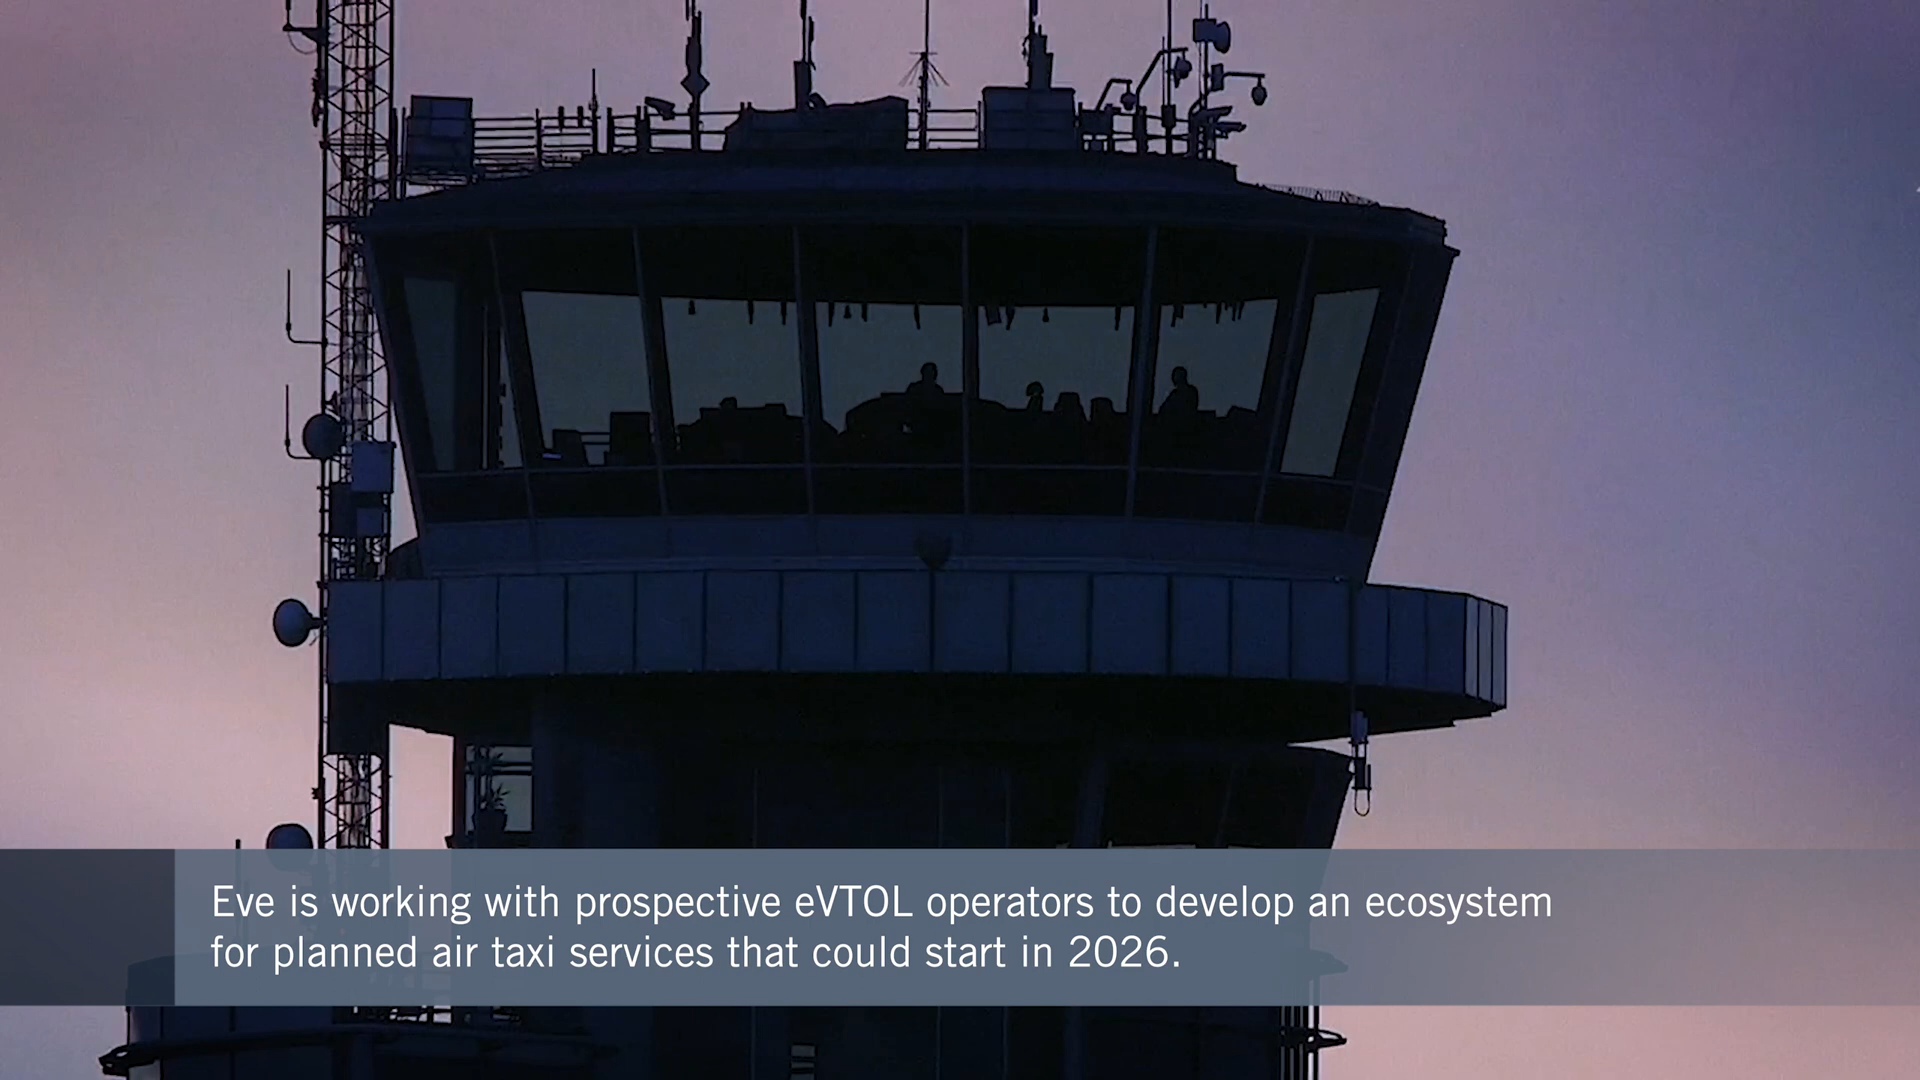 Eve is working with prospective eVTOL operators to develop an ecosystem
for planned air taxi services that could start in 2026.